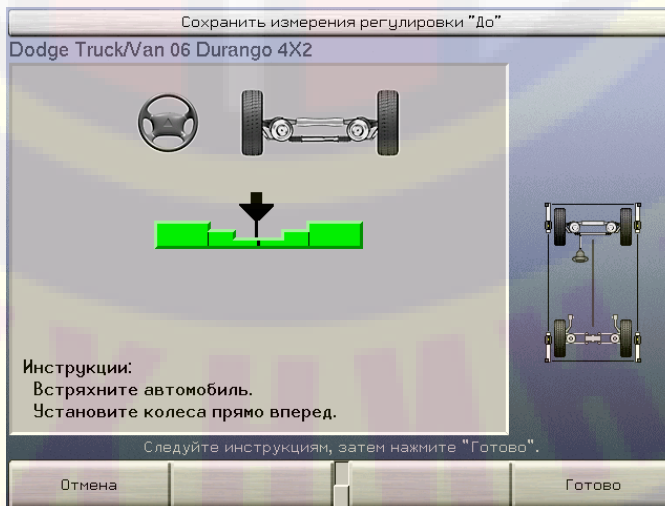 Сохранить измерения регулировки "До"
Dodge Truck/Van 06 Durango 4X2
Инструкции:
Встряхните автомобиль.
Установите колеса прямо вперед.
Следуйте инструкциям, затем нажмите "Готово".
Отмена
Готово